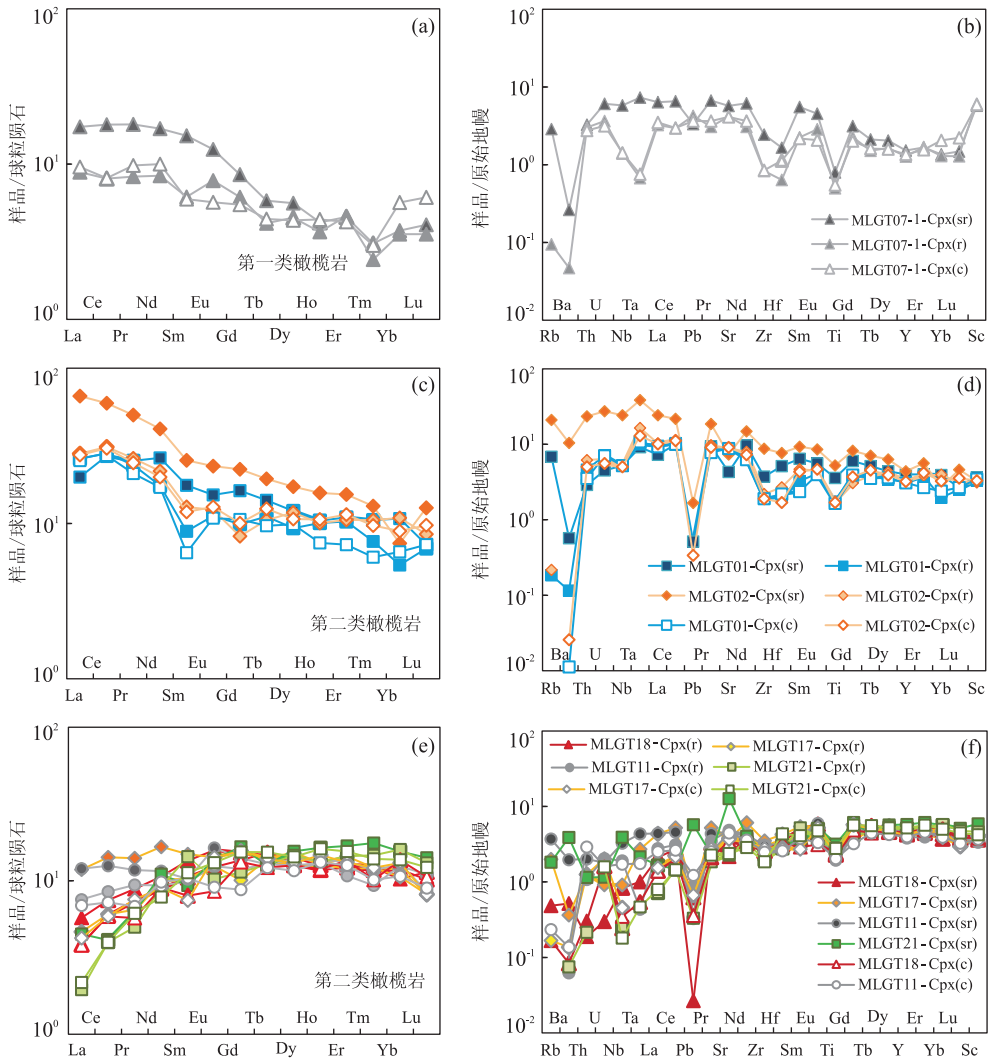 10² (a)
样品/球粒陨石
10¹
第一类橄榄岩
10⁰
Ce Nd Eu Tb Ho Tm Lu
La Pr Sm Gd Dy Er Yb
10² (b)
样品/原始地幔
10¹
10⁰
MLGT07-1-Cpx(sr)
MLGT07-1-Cpx(r)
10⁻¹
MLGT07-1-Cpx(c)
10⁻²
Ba U Ta Ce Pr Nd Hf Eu Gd Dy Er Lu
Rb Th Nb La Pb Sr Zr Sm Ti Tb Y Yb Sc
10² (c)
样品/球粒陨石
10¹
第二类橄榄岩
10⁰
Ce Nd Eu Tb Ho Tm Lu
La Pr Sm Gd Dy Er Yb
10² (d)
样品/原始地幔
10¹
10⁰
MLGT01-Cpx(sr) MLGT01-Cpx(r)
10⁻¹
MLGT02-Cpx(sr) MLGT02-Cpx(r)
MLGT01-Cpx(c) MLGT02-Cpx(c)
10⁻²
Ba U Ta Ce Pr Nd Hf Eu Gd Dy Er Lu
Rb Th Nb La Pb Sr Zr Sm Ti Tb Y Yb Sc
10² (e)
样品/球粒陨石
10¹
第二类橄榄岩
10⁰
Ce Nd Eu Tb Ho Tm Lu
La Pr Sm Gd Dy Er Yb
10² (f)
MLGT18-Cpx(r) MLGT17-Cpx(r)
MLGT11-Cpx(r) MLGT21-Cpx(r)
MLGT17-Cpx(c) MLGT21-Cpx(c)
样品/原始地幔
10¹
10⁰
MLGT18-Cpx(sr)
MLGT17-Cpx(sr)
MLGT11-Cpx(sr)
10⁻¹
MLGT21-Cpx(sr)
MLGT18-Cpx(c)
MLGT11-Cpx(c)
10⁻²
Ba U Ta Ce Pr Nd Hf Eu Gd Dy Er Lu
Rb Th Nb La Pb Sr Zr Sm Ti Tb Y Yb Sc